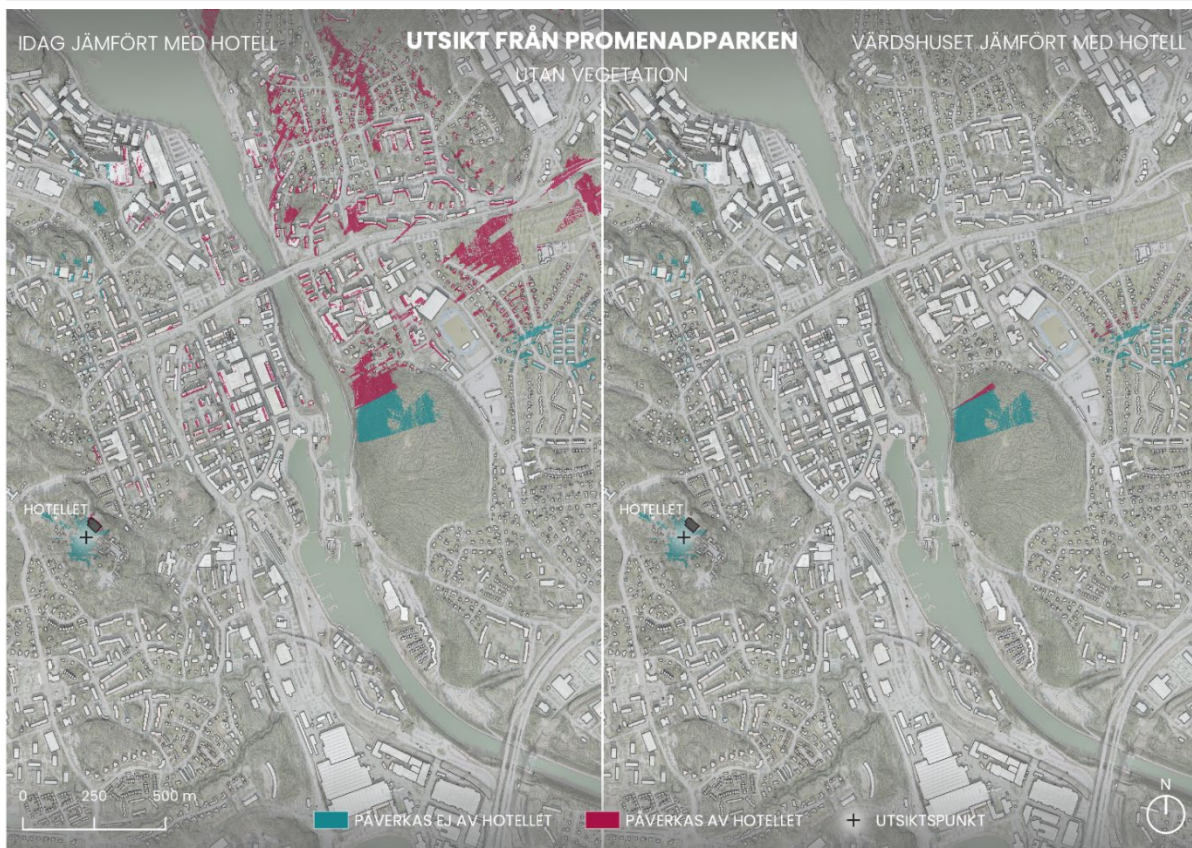 IDAG JÄMFÖRT MED HOTELL
UTSIKT FRÅN PROMENADPARKEN
VÄRDSHUSET JÄMFÖRT MED HOTELL
UTAN VEGETATION
HOTELLET
HOTELLET
0 250 500 m
PÅVERKAS EJ AV HOTELLET
PÅVERKAS AV HOTELLET
UTSIKTSPUNKT
N